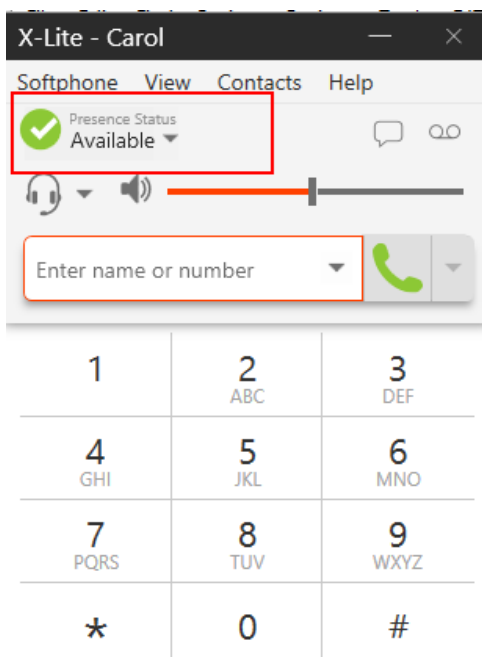 X-Lite - Carol
Softphone View Contacts Help
Presence Status
Available
Enter name or number
1 2 3
ABC DEF
4 5 6
GHI JKL MNO
7 8 9
PQRS TUV WXYZ
* 0 #